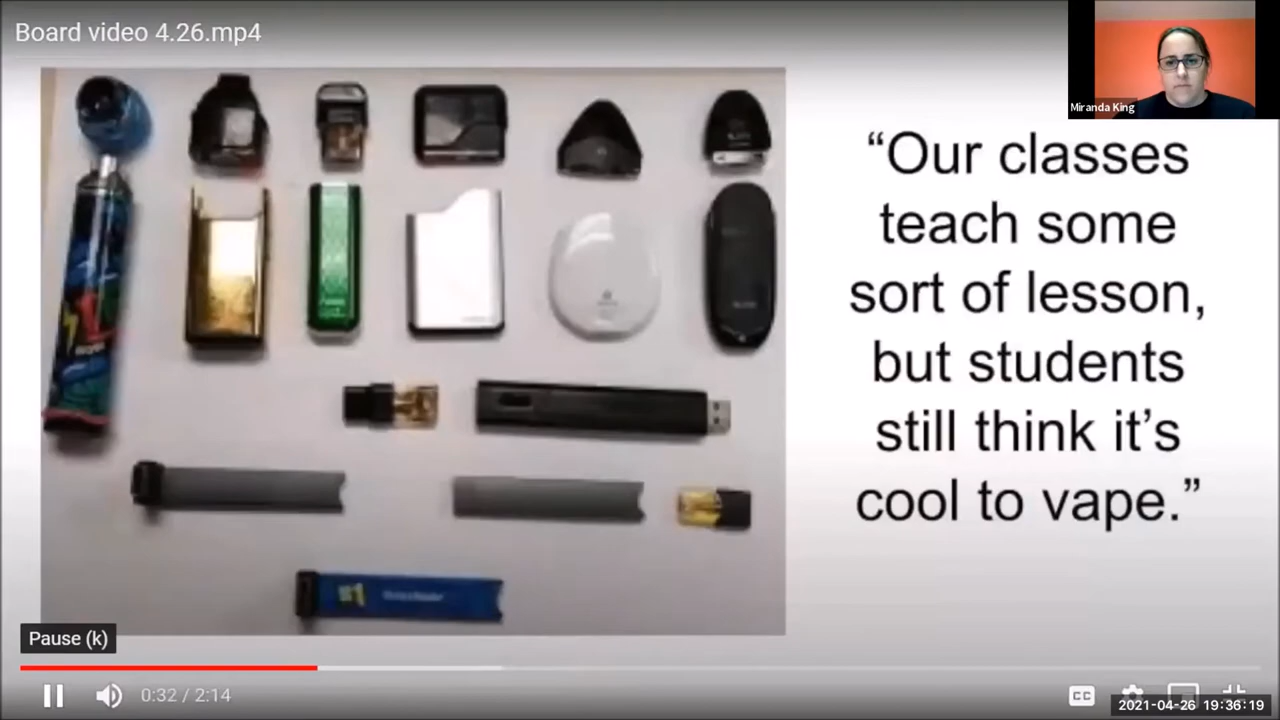 Board video 4.26.mp4
Miranda King
“Our classes
teach some
sort of lesson,
but students
still think it’s
cool to vape.”
Pause (k)
0:32 / 2:14
CC
2021-04-26 19:36:19